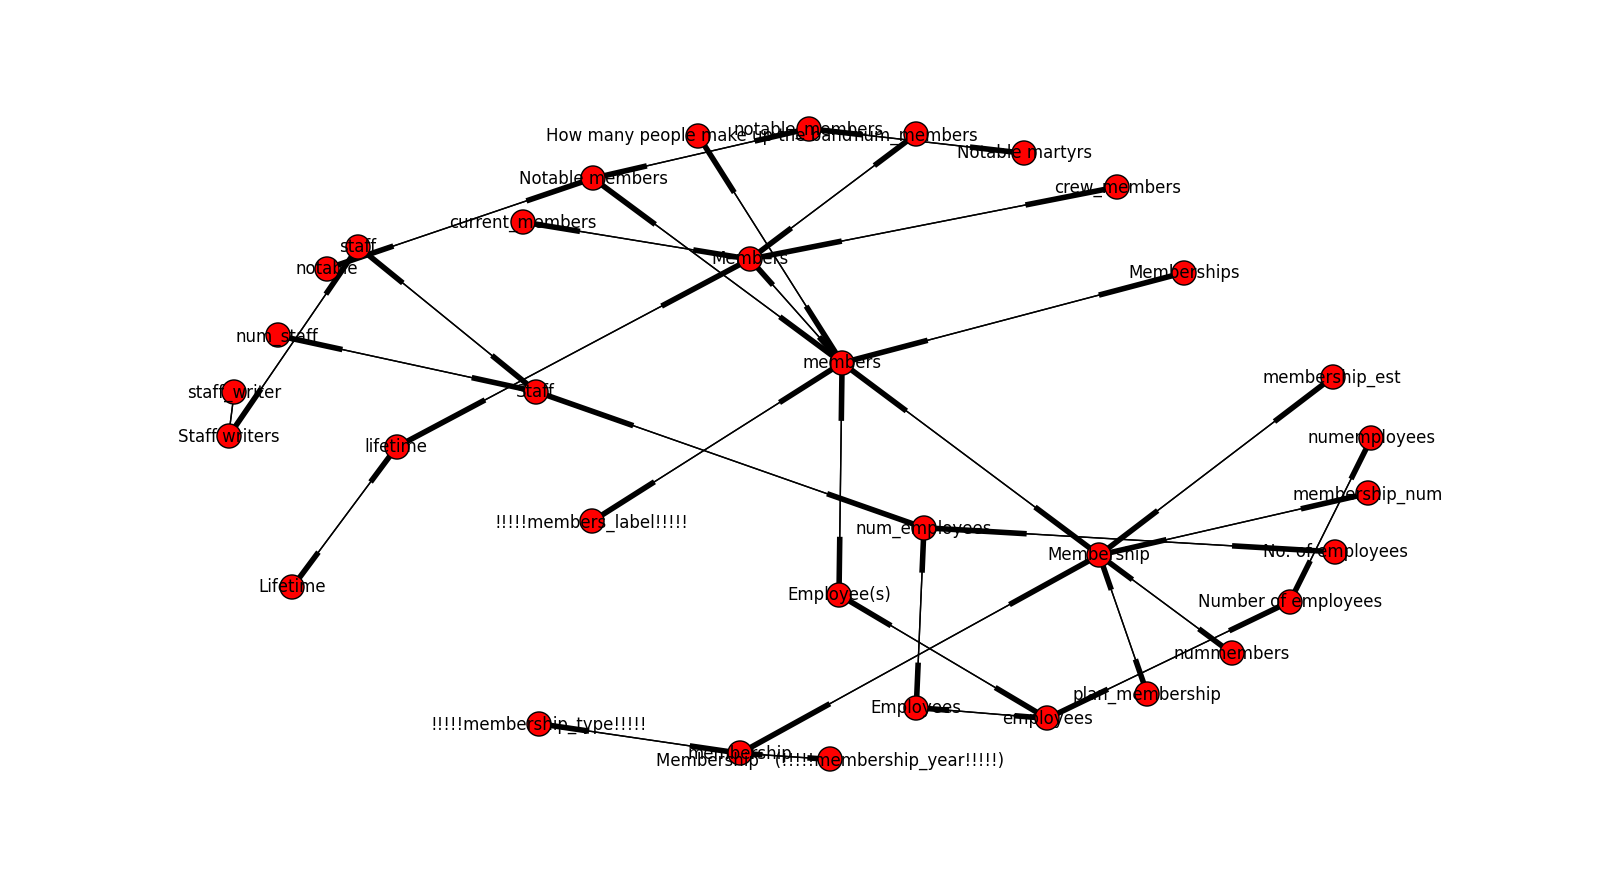 How many people make up the band
notable_members
num_members
Notable martyrs
Notable members
crew_members
current_members
staff
notable
Members
Memberships
num_staff
members
membership_est
staff_writer
Staff
Staff writers
numemployees
lifetime
membership_num
!!!!!members_label!!!!!
num_employees
Membership
No. of employees
Lifetime
Employee(s)
Number of employees
nummembers
plan_membership
Employees
employees
!!!!!membership_type!!!!!
membership
Membership (!!!!!membership_year!!!!!)